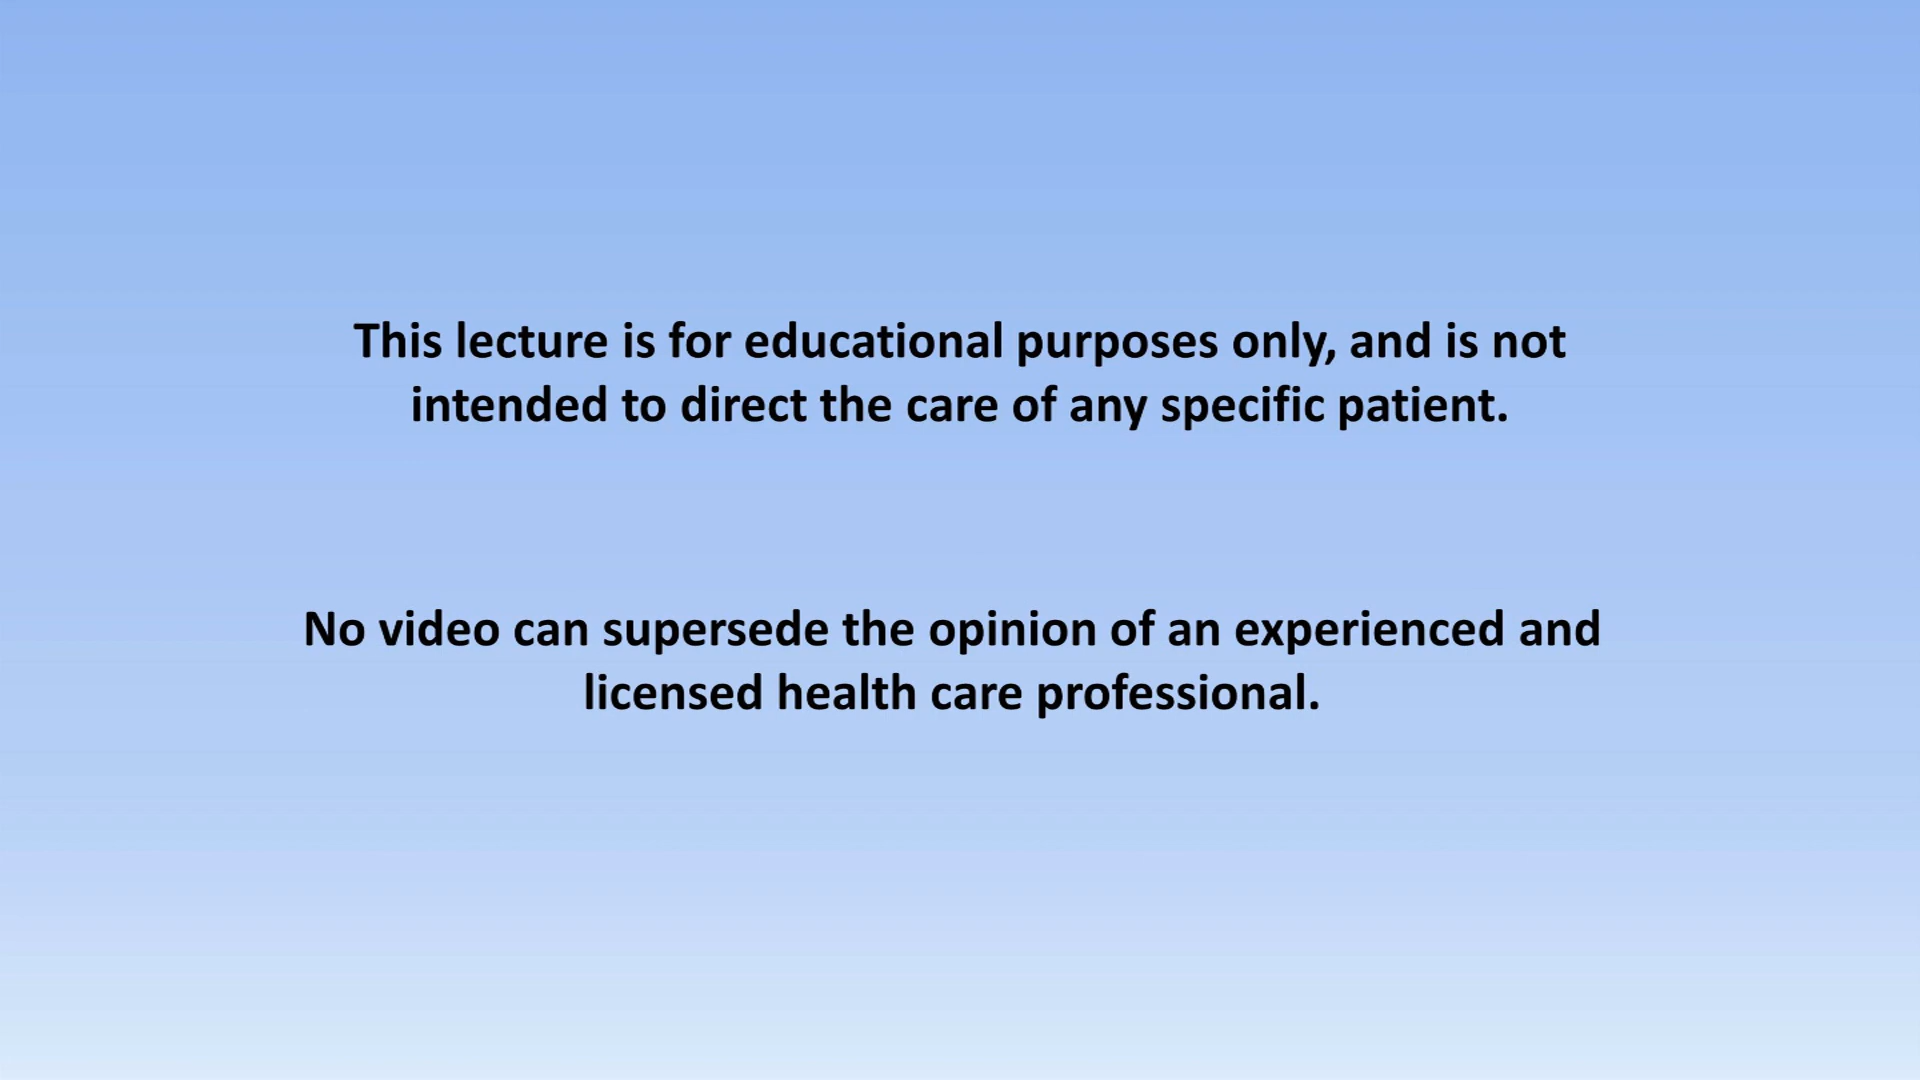 This lecture is for educational purposes only, and is not
intended to direct the care of any specific patient.
No video can supersede the opinion of an experienced and
licensed health care professional.